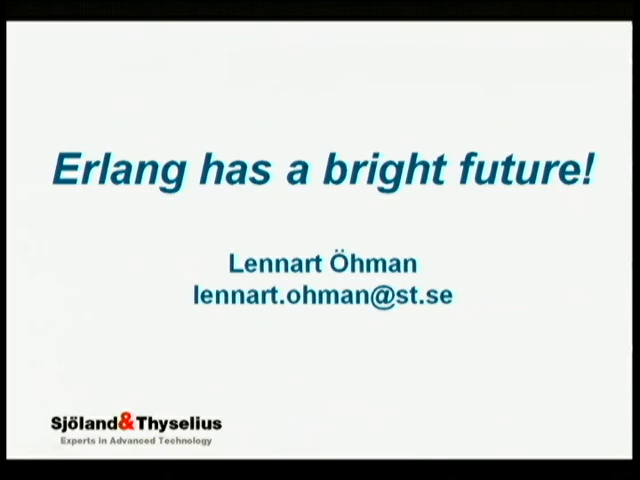 Erlang has a bright future!
Lennart Öhman
lennart.ohman@st.se
Sjöland&Thyselius
Experts in Advanced Technology